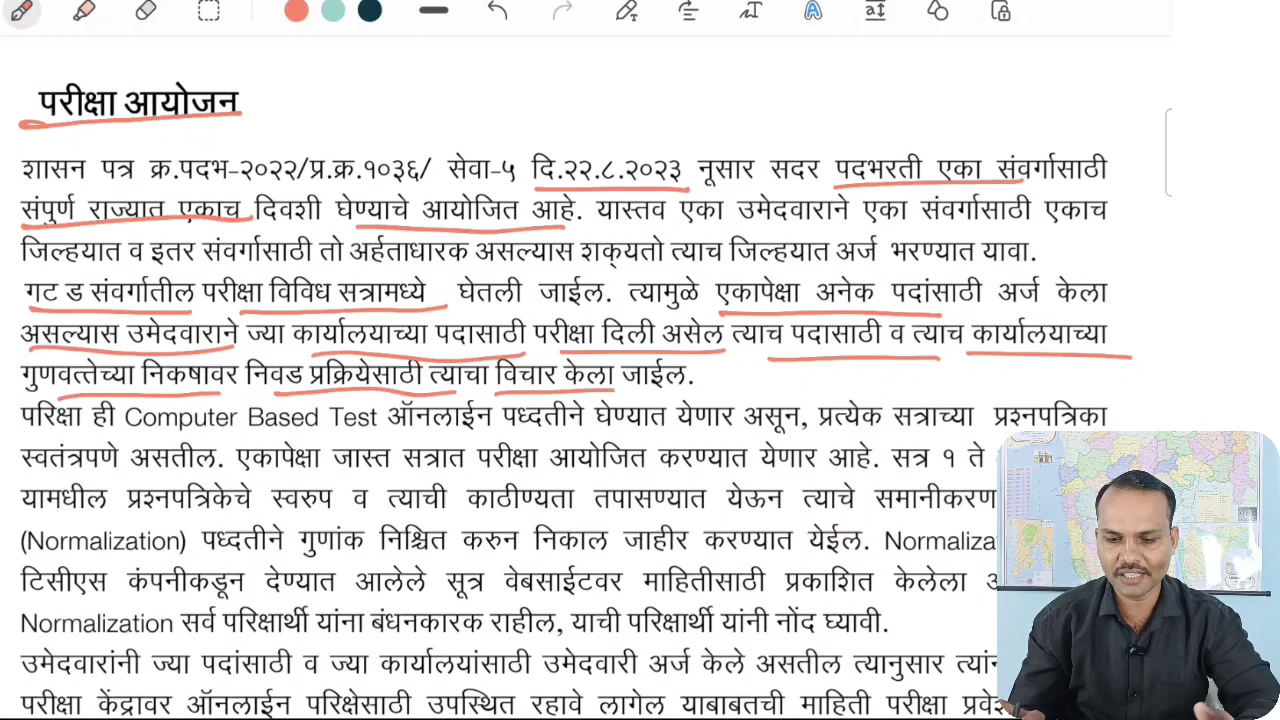 परीक्षा आयोजन
शासन पत्र क्र.पदभ-२०२२/प्र.क्र.१०३६/ सेवा-५ दि.२२.८.२०२३ नूसार सदर पदभरती एका संवर्गासाठी
संपुर्ण राज्यात एकाच दिवशी घेण्याचे आयोजित आहे. यास्तव एका उमेदवाराने एका संवर्गासाठी एकाच
जिल्हयात व इतर संवर्गासाठी तो अर्हताधारक असल्यास शक्यतो त्याच जिल्हयात अर्ज भरण्यात यावा.
गट ड संवर्गातील परीक्षा विविध सत्रामध्ये घेतली जाईल. त्यामुळे एकापेक्षा अनेक पदांसाठी अर्ज केला
असल्यास उमेदवाराने ज्या कार्यालयाच्या पदासाठी परीक्षा दिली असेल त्याच पदासाठी व त्याच कार्यालयाच्या
गुणवत्तेच्या निकषावर निवड प्रक्रियेसाठी त्याचा विचार केला जाईल.
परिक्षा ही Computer Based Test ऑनलाईन पध्दतीने घेण्यात येणार असून, प्रत्येक सत्राच्या प्रश्नपत्रिका
स्वतंत्रपणे असतील. एकापेक्षा जास्त सत्रात परीक्षा आयोजित करण्यात येणार आहे. सत्र १ ते
यामधील प्रश्नपत्रिकेचे स्वरुप व त्याची काठीण्यता तपासण्यात येऊन त्याचे समानीकरण
(Normalization) पध्दतीने गुणांक निश्चित करुन निकाल जाहीर करण्यात येईल.
टिसीएस कंपनीकडून देण्यात आलेले सूत्र वेबसाईटवर माहितीसाठी प्रकाशित केलेला
Normalization सर्व परिक्षार्थी यांना बंधनकारक राहील, याची परिक्षार्थी यांनी नोंद घ्यावी.
उमेदवारांनी ज्या पदांसाठी व ज्या कार्यालयांसाठी उमेदवारी अर्ज केले असतील त्यानुसार
परीक्षा केंद्रावर ऑनलाईन परिक्षेसाठी उपस्थित रहावे लागेल याबाबतची माहिती परीक्षा